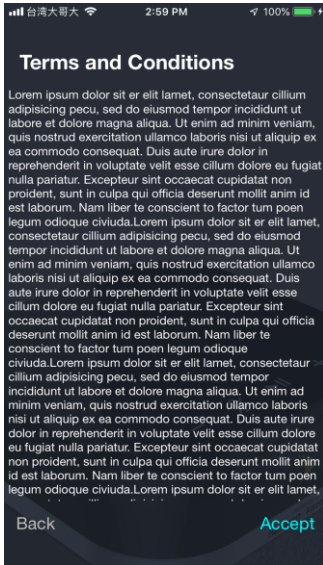 台湾大哥大 2:59 PM 100%
Terms and Conditions
Lorem ipsum dolor sit er elit lamet, consectetaur cillium
adipisicing pecu, sed do eiusmod tempor incididunt ut
labore et dolore magna aliqua. Ut enim ad minim veniam,
quis nostrud exercitation ullamco laboris nisi ut aliquip ex
ea commodo consequat. Duis aute irure dolor in
reprehenderit in voluptate velit esse cillum dolore eu fugiat
nulla pariatur. Excepteur sint occaecat cupidatat non
proident, sunt in culpa qui officia deserunt mollit anim id
est laborum. Nam liber te conscient to factor tum poen
legum odioque civiuda.Lorem ipsum dolor sit er elit lamet,
consectetaur cillium adipisicing pecu, sed do eiusmod
tempor incididunt ut labore et dolore magna aliqua. Ut
enim ad minim veniam, quis nostrud exercitation ullamco
laboris nisi ut aliquip ex ea commodo consequat. Duis
aute irure dolor in reprehenderit in voluptate velit esse
cillum dolore eu fugiat nulla pariatur. Excepteur sint
occaecat cupidatat non proident, sunt in culpa qui officia
deserunt mollit anim id est laborum. Nam liber te
conscient to factor tum poen legum odioque
civiuda.Lorem ipsum dolor sit er elit lamet, consectetaur
cillium adipisicing pecu, sed do eiusmod tempor
incididunt ut labore et dolore magna aliqua. Ut enim ad
minim veniam, quis nostrud exercitation ullamco laboris
nisi ut aliquip ex ea commodo consequat. Duis aute irure
dolor in reprehenderit in voluptate velit esse cillum dolore
eu fugiat nulla pariatur. Excepteur sint occaecat cupidatat
non proident, sunt in culpa qui officia deserunt mollit anim
id est laborum. Nam liber te conscient to factor tum poen
legum odioque civiuda.Lorem ipsum dolor sit er elit lamet,
Back Accept